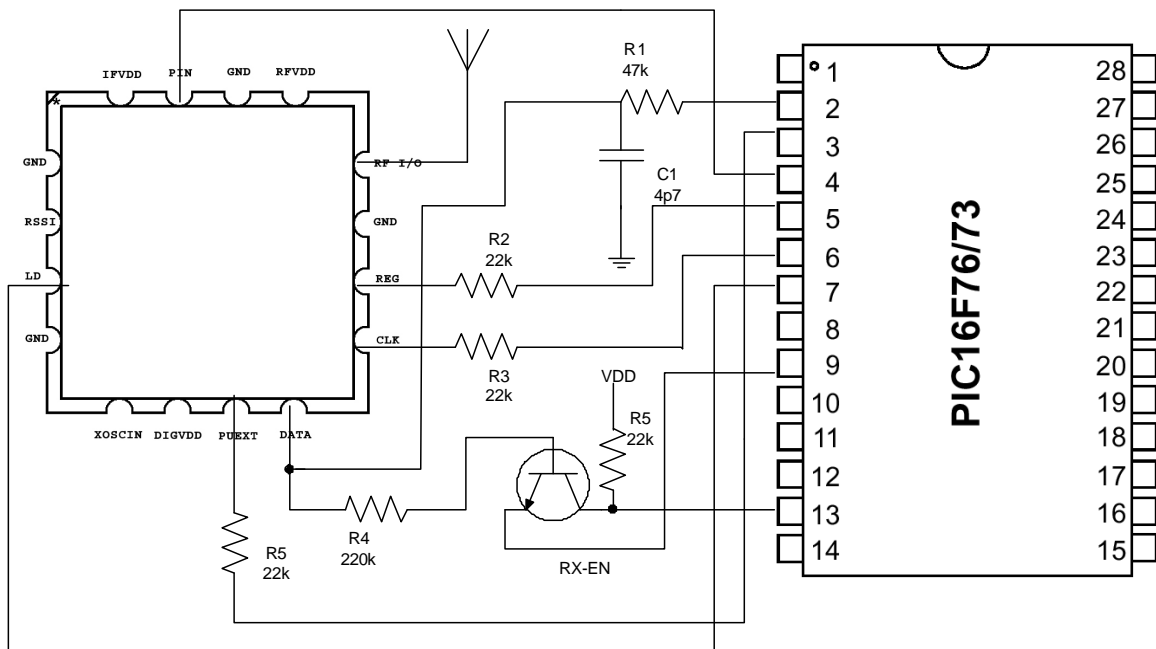 IFVDD
PIN
GND
RFVDD
GND
RSSI
LD
GND
RF I/O
GND
REG
CLK
XOSCIN
DIGVDD
PUEXT
DATA
R1
47k
C1
4p7
R2
22k
R3
22k
VDD
R5
22k
R4
220k
R5
22k
RX-EN
PIC16F76/73
1
2
3
4
5
6
7
8
9
10
11
12
13
14
28
27
26
25
24
23
22
21
20
19
18
17
16
15